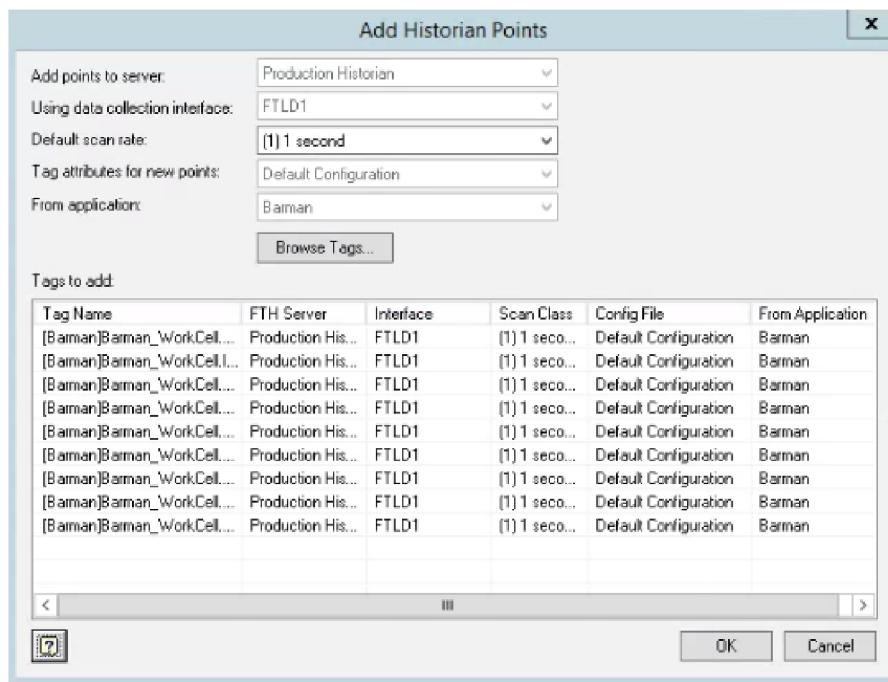 Add Historian Points
x
Add points to server: Production Historian
Using data collection interface: FTLD1
Default scan rate: (1) 1 second
Tag attributes for new points: Default Configuration
From application: Barman
Browse Tags...
Tags to add:
Tag Name FTH Server Interface Scan Class Config File From Application
[Barman]Barman_WorkCell.... Production His... FTLD1 (1) 1 seco... Default Configuration Barman
[Barman]Barman_WorkCell.I... Production His... FTLD1 (1) 1 seco... Default Configuration Barman
[Barman]Barman_WorkCell.... Production His... FTLD1 (1) 1 seco... Default Configuration Barman
[Barman]Barman_WorkCell.... Production His... FTLD1 (1) 1 seco... Default Configuration Barman
[Barman]Barman_WorkCell.... Production His... FTLD1 (1) 1 seco... Default Configuration Barman
[Barman]Barman_WorkCell.... Production His... FTLD1 (1) 1 seco... Default Configuration Barman
[Barman]Barman_WorkCell.... Production His... FTLD1 (1) 1 seco... Default Configuration Barman
[Barman]Barman_WorkCell.... Production His... FTLD1 (1) 1 seco... Default Configuration Barman
[Barman]Barman_WorkCell.... Production His... FTLD1 (1) 1 seco... Default Configuration Barman
? OK Cancel